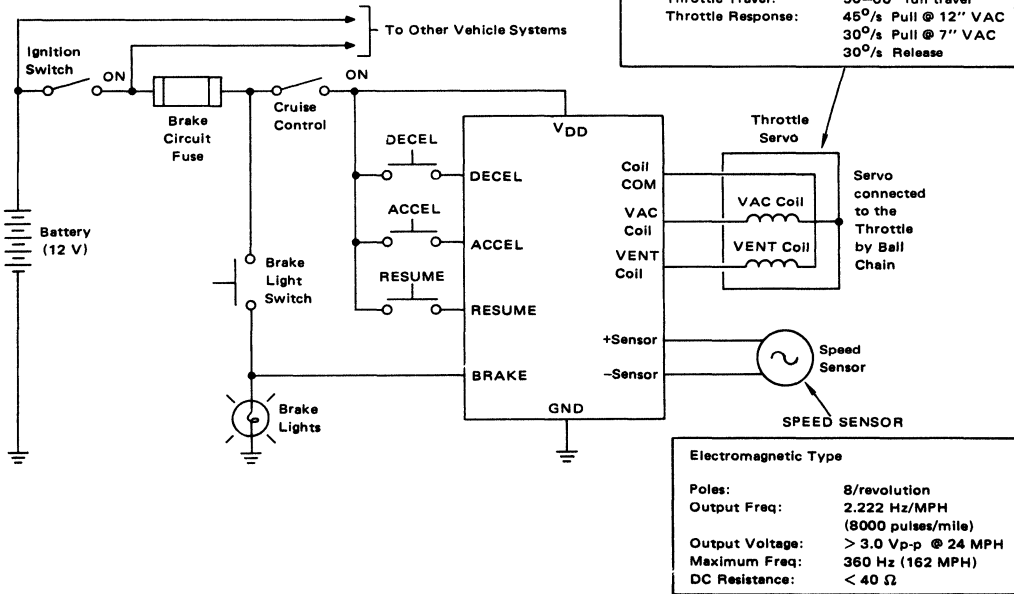 Throttle Travel:
Throttle Response: 45°/s Pull @ 12" VAC
30°/s Pull @ 7" VAC
30°/s Release
To Other Vehicle Systems
Ignition
Switch
ON
Brake
Circuit
Fuse
Cruise
Control
ON
Battery
(12 V)
Brake
Light
Switch
Brake
Lights
DECEL
ACCEL
RESUME
VDD
DECEL
ACCEL
RESUME
BRAKE
GND
Coil
COM
VAC
Coil
VENT
Coil
+Sensor
−Sensor
Throttle
Servo
VAC Coil
VENT Coil
Servo
connected
to the
Throttle
by Ball
Chain
Speed
Sensor
SPEED SENSOR
Electromagnetic Type
Poles: 8/revolution
Output Freq: 2.222 Hz/MPH
(8000 pulses/mile)
Output Voltage: > 3.0 Vp-p @ 24 MPH
Maximum Freq: 360 Hz (162 MPH)
DC Resistance: < 40 Ω